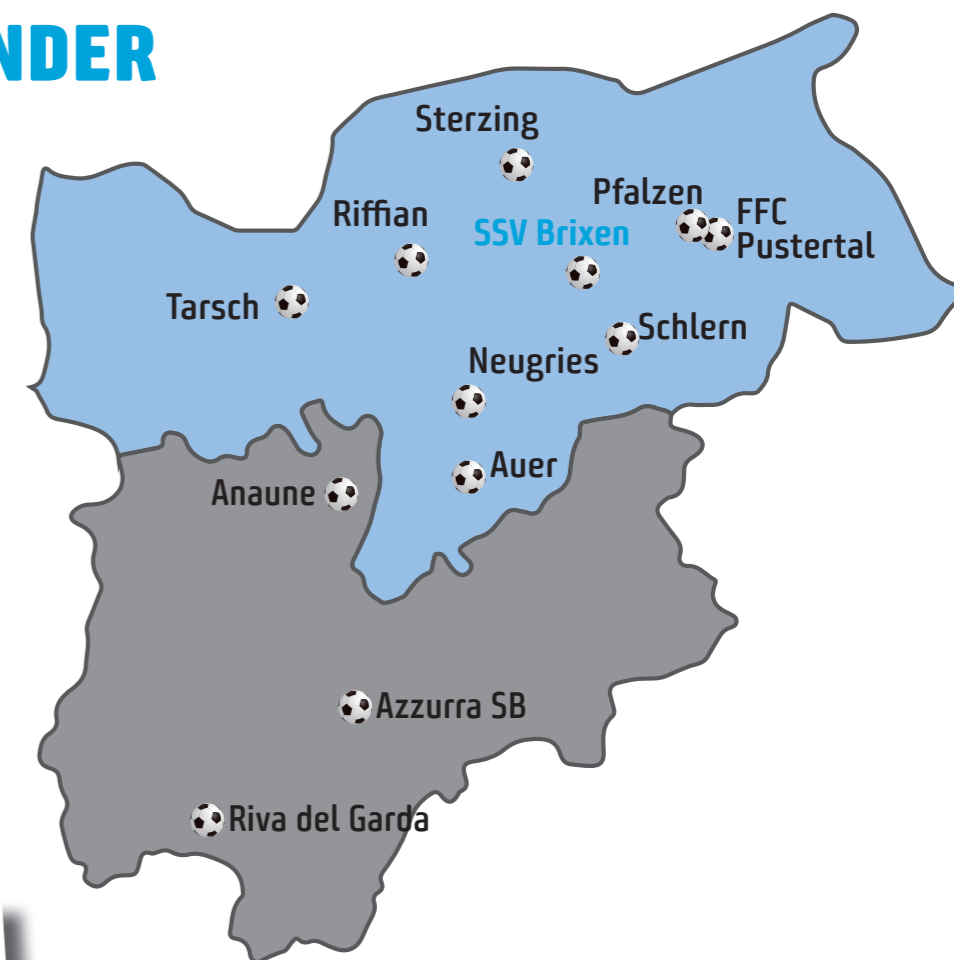 NDER
Sterzing
Pfalzen
Riffian
FFC
SSV Brixen
Pustertal
Tarsch
Schlern
Neugries
Auer
Anaune
Azzurra SB
Riva del Garda